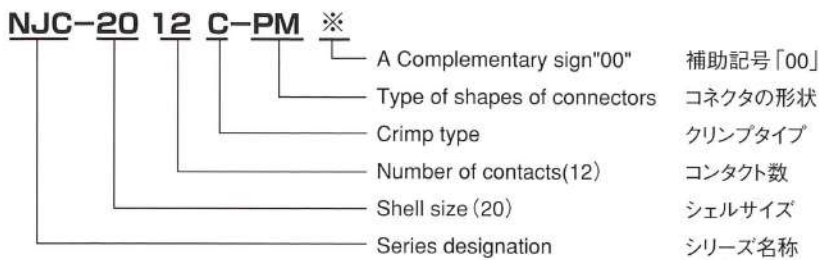 NJC-20 12 C-PM ※
A Complementary sign"00" 補助記号「00」
Type of shapes of connectors コネクタの形状
Crimp type クリンプタイプ
Number of contacts(12) コンタクト数
Shell size (20) シェルサイズ
Series designation シリーズ名称